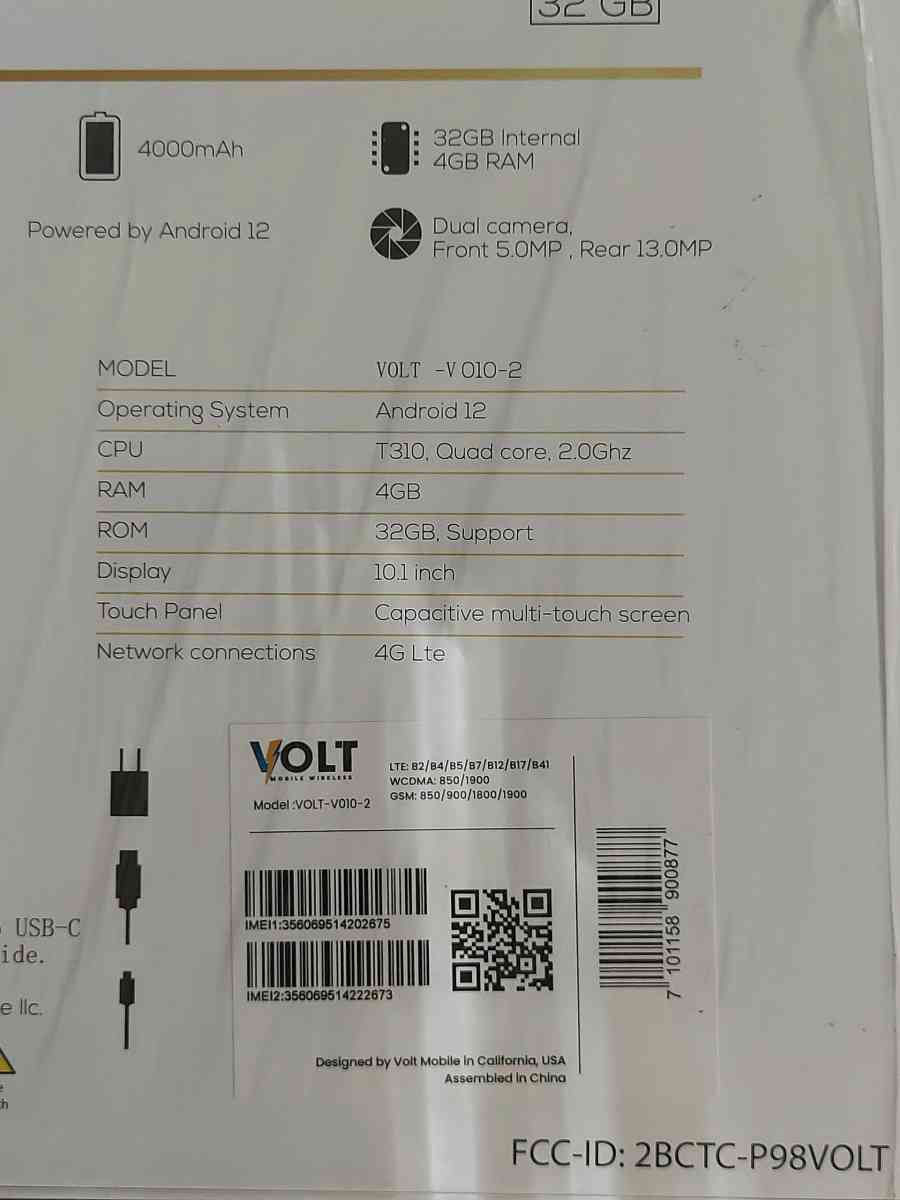 32 GB
4000mAh
32GB Internal
4GB RAM
Powered by Android 12
Dual camera,
Front 5.0MP , Rear 13.0MP
MODEL VOLT -V010-2
Operating System Android 12
CPU T310, Quad core, 2.0Ghz
RAM 4GB
ROM 32GB, Support
Display 10.1 inch
Touch Panel Capacitive multi-touch screen
Network connections 4G Lte
USB-C
llc.
VOLT
MOBILE WIRELESS
Model :VOLT-V010-2
LTE: B2/B4/B5/B7/B12/B17/B41
WCDMA: 850/1900
GSM: 850/900/1800/1900
IMEI1:356069514202675
IMEI2:356069514222673
7 101158 900877
Designed by Volt Mobile in California, USA
Assembled in China
FCC-ID: 2BCTC-P98VOLT